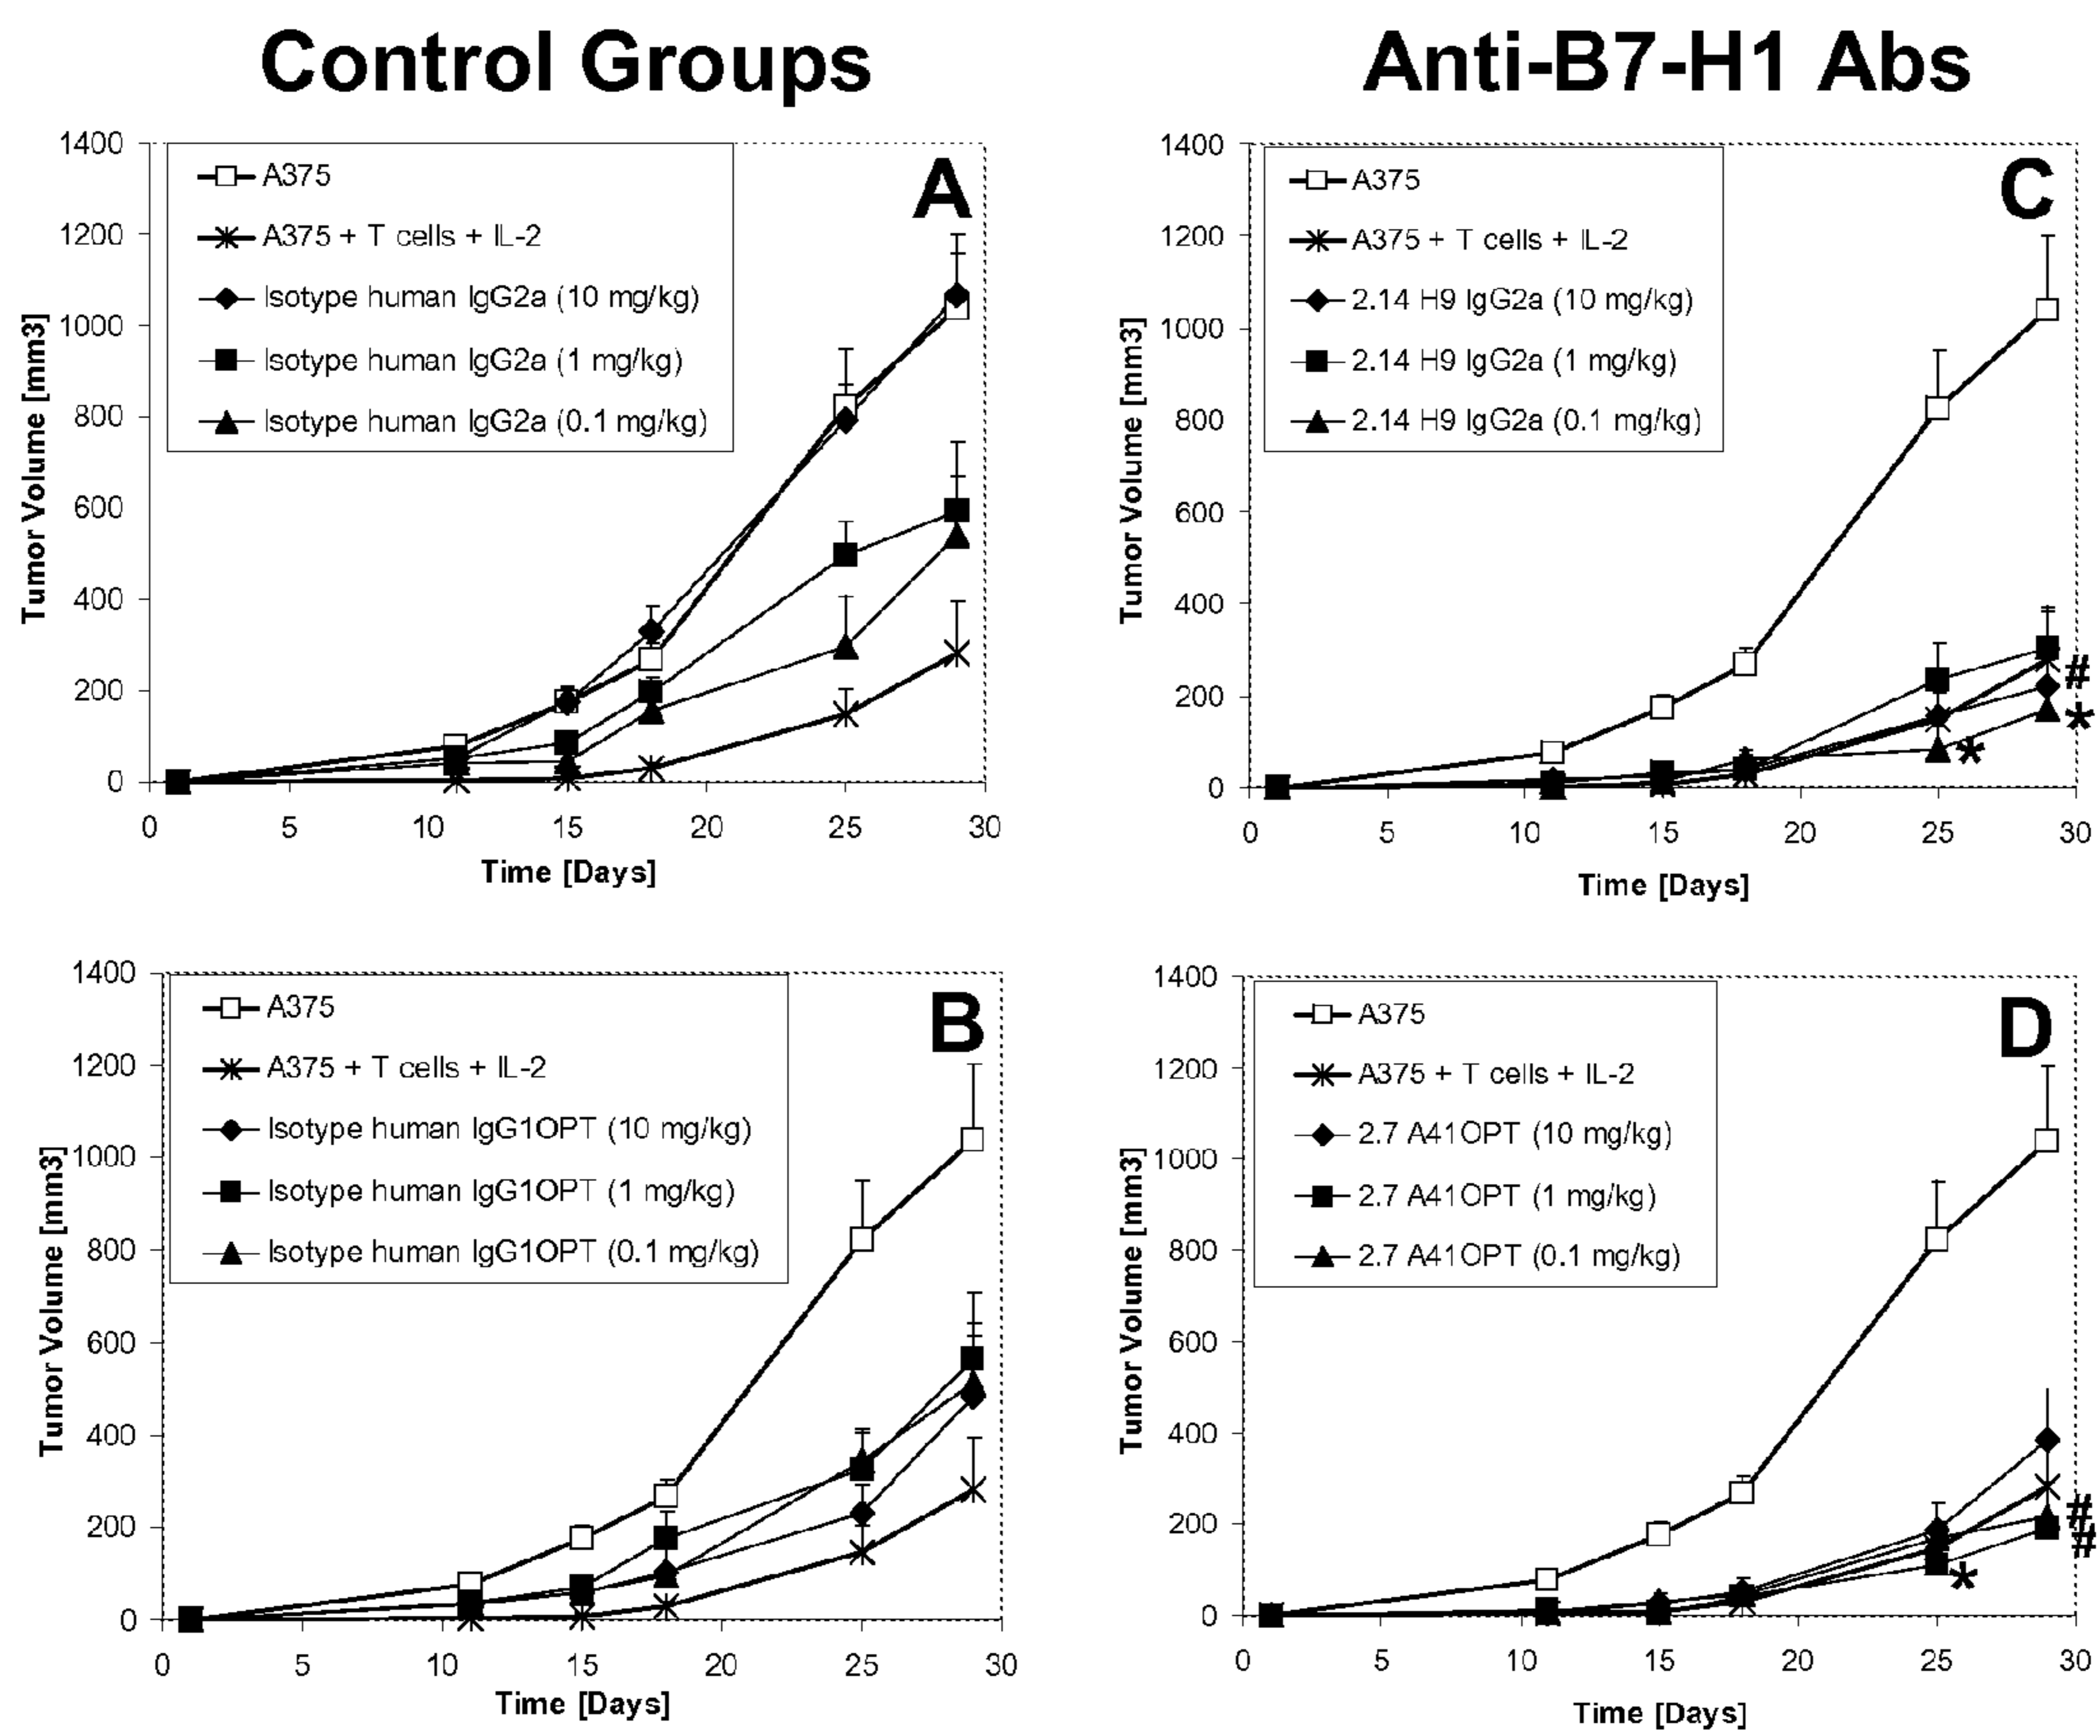 Control Groups
Anti-B7-H1 Abs
A
Tumor Volume [mm3]
1400
1200
1000
800
600
400
200
0
A375
A375 + T cells + IL-2
Isotype human IgG2a (10 mg/kg)
Isotype human IgG2a (1 mg/kg)
Isotype human IgG2a (0.1 mg/kg)
0 5 10 15 20 25 30
Time [Days]
C
Tumor Volume [mm3]
1400
1200
1000
800
600
400
200
0
A375
A375 + T cells + IL-2
2.14 H9 IgG2a (10 mg/kg)
2.14 H9 IgG2a (1 mg/kg)
2.14 H9 IgG2a (0.1 mg/kg)
#
*
*
0 5 10 15 20 25 30
Time [Days]
B
Tumor Volume [mm3]
1400
1200
1000
800
600
400
200
0
A375
A375 + T cells + IL-2
Isotype human IgG1OPT (10 mg/kg)
Isotype human IgG1OPT (1 mg/kg)
Isotype human IgG1OPT (0.1 mg/kg)
0 5 10 15 20 25 30
Time [Days]
D
Tumor Volume [mm3]
1400
1200
1000
800
600
400
200
0
A375
A375 + T cells + IL-2
2.7 A41OPT (10 mg/kg)
2.7 A41OPT (1 mg/kg)
2.7 A41OPT (0.1 mg/kg)
#
#
*
0 5 10 15 20 25 30
Time [Days]